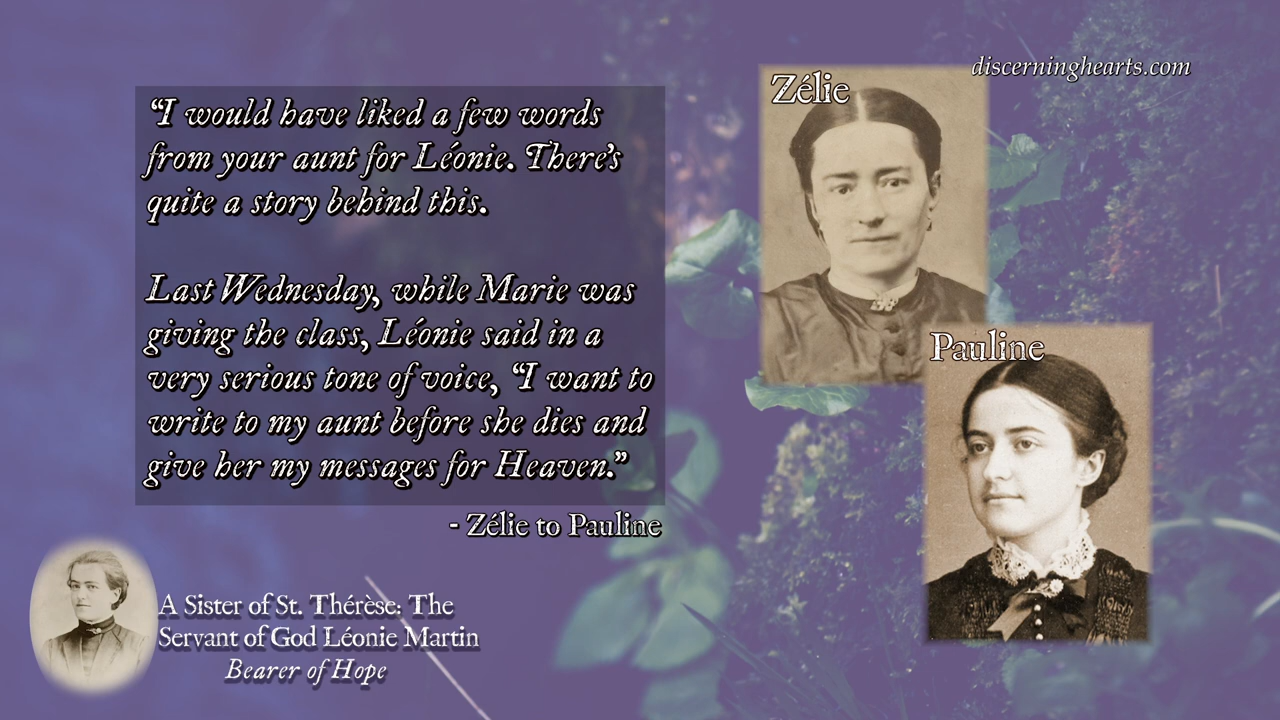 “I would have liked a few words
from your aunt for Léonie. There’s
quite a story behind this.
Last Wednesday, while Marie was
giving the class, Léonie said in a
very serious tone of voice, “I want to
write to my aunt before she dies and
give her my messages for Heaven.”
- Zélie to Pauline
A Sister of St. Thérèse: The
Servant of God Léonie Martin
Bearer of Hope
discerninghearts.com
Zélie
Pauline